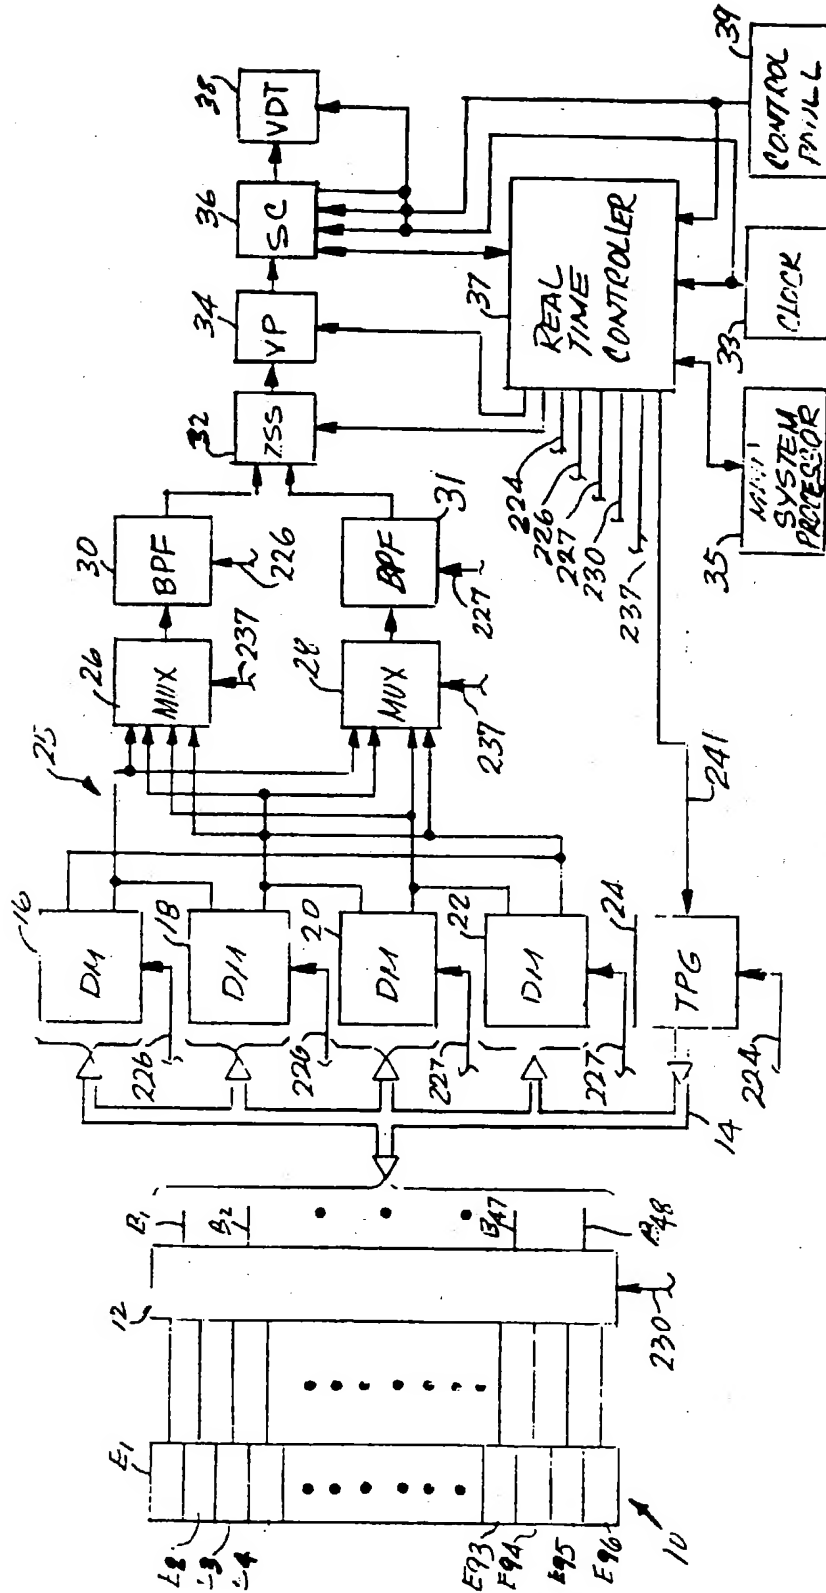 E1
E93
E94
E95
E96
10
12
B1
B2
B47
B48
230
14
16
DM
226
18
DM
226
20
DM
227
22
DM
227
24
TPG
224
241
25
26
MUX
237
28
MUX
237
30
BPF
226
31
BPF
227
32
34
VP
36
SC
38
VDT
37
REAL
TIME
CONTROLLER
224
226
227
230
237
35
SYSTEM
PROCESSOR
33
CLOCK
39
CONTROL